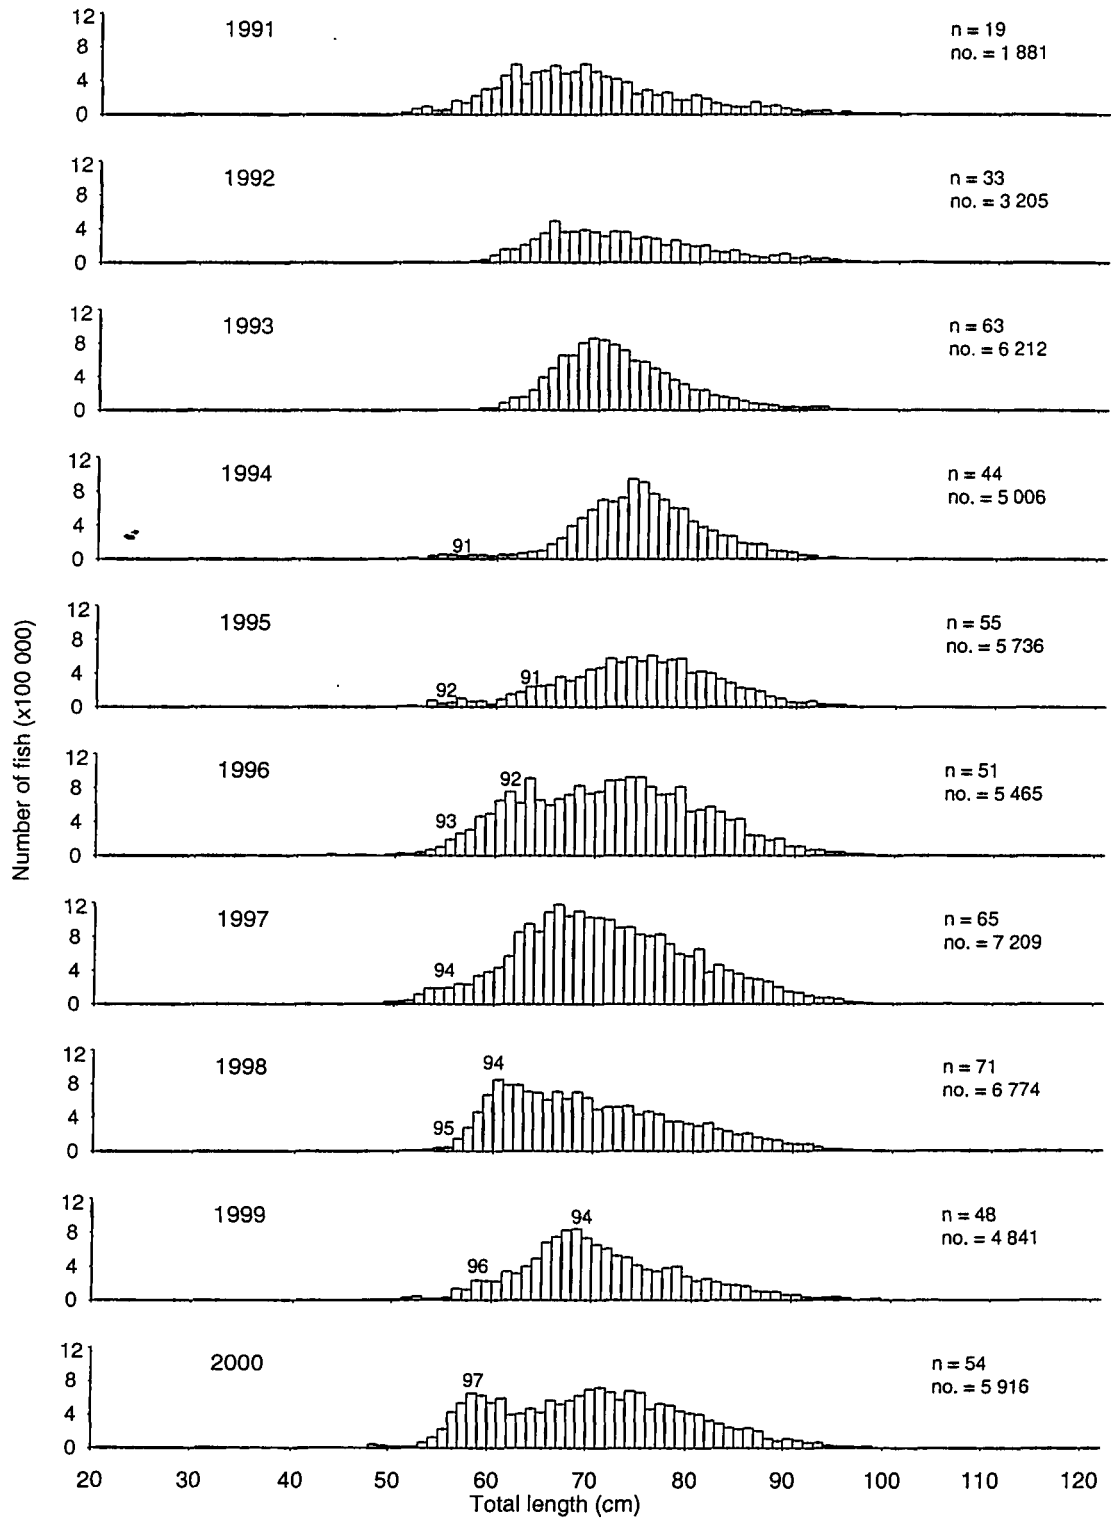 12
1991
n = 19
8
no. = 1 881
4
0
12
1992
n = 33
8
no. = 3 205
4
0
12
1993
n = 63
8
no. = 6 212
4
0
12
1994
n = 44
8
no. = 5 006
4
91
0
12
1995
n = 55
8
no. = 5 736
4
92
91
0
12
1996
n = 51
8
no. = 5 465
92
4
93
0
12
1997
n = 65
8
no. = 7 209
4
94
0
12
1998
94
n = 71
8
no. = 6 774
4
95
0
12
1999
94
n = 48
8
no. = 4 841
4
96
0
12
2000
n = 54
8
97
no. = 5 916
4
0
20 30 40 50 60 70 80 90 100 110 120
Total length (cm)
Number of fish (x100 000)